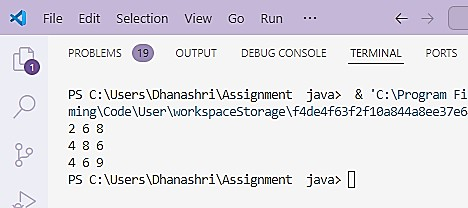 File Edit Selection View Go Run ...
PROBLEMS 19 OUTPUT DEBUG CONSOLE TERMINAL PORTS
1
PS C:\Users\Dhanashri\Assignment java> & 'C:\Program Fi
ming\Code\User\workspaceStorage\f4de4f63f2f10a844a8ee37e6
2 6 8
4 8 6
4 6 9
PS C:\Users\Dhanashri\Assignment java>